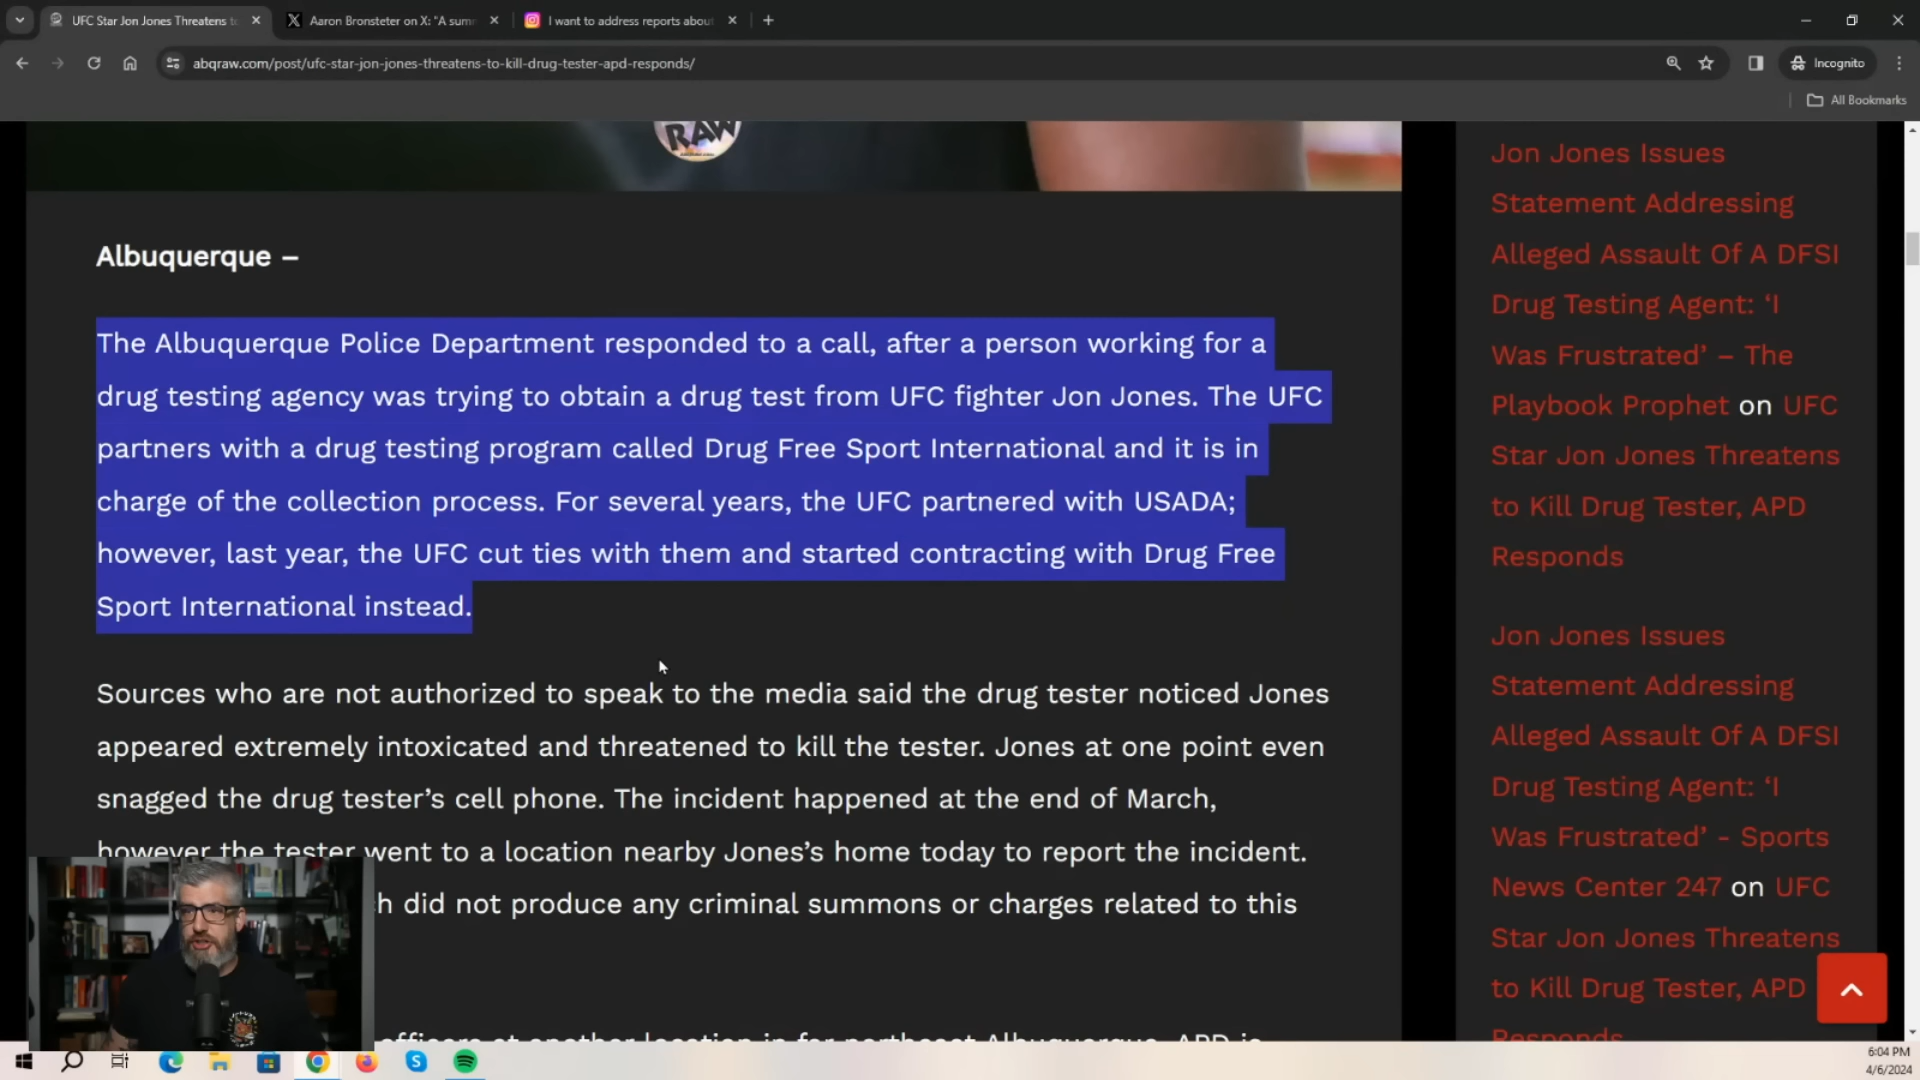 UFC Star Jon Jones Threatens to
Aaron Bronsteter on X: "A sum
I want to address reports about
abqraw.com/post/ufc-star-jon-jones-threatens-to-kill-drug-tester-apd-responds/
Incognito
All Bookmarks
RAW
Albuquerque –
The Albuquerque Police Department responded to a call, after a person working for a
drug testing agency was trying to obtain a drug test from UFC fighter Jon Jones. The UFC
partners with a drug testing program called Drug Free Sport International and it is in
charge of the collection process. For several years, the UFC partnered with USADA;
however, last year, the UFC cut ties with them and started contracting with Drug Free
Sport International instead.
Sources who are not authorized to speak to the media said the drug tester noticed Jones
appeared extremely intoxicated and threatened to kill the tester. Jones at one point even
snagged the drug tester's cell phone. The incident happened at the end of March,
however the tester went to a location nearby Jones's home today to report the incident.
h did not produce any criminal summons or charges related to this
officers at another location in far northeast Albuquerque. APD is
Jon Jones Issues
Statement Addressing
Alleged Assault Of A DFSI
Drug Testing Agent: ‘I
Was Frustrated’ – The
Playbook Prophet on UFC
Star Jon Jones Threatens
to Kill Drug Tester, APD
Responds
Jon Jones Issues
Statement Addressing
Alleged Assault Of A DFSI
Drug Testing Agent: ‘I
Was Frustrated’ - Sports
News Center 247 on UFC
Star Jon Jones Threatens
to Kill Drug Tester, APD
Responds
6:04 PM
4/6/2024